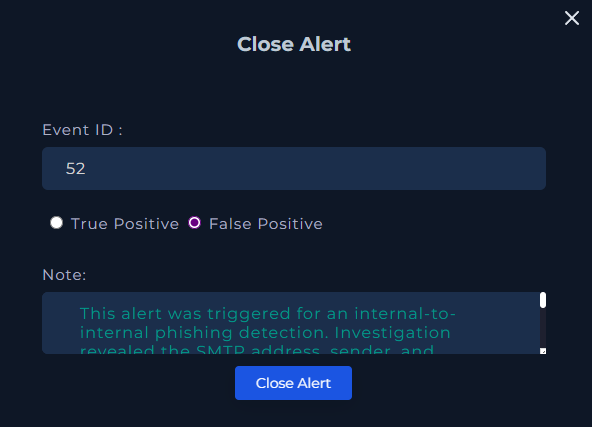 Close Alert
Event ID :
52
True Positive False Positive
Note:
This alert was triggered for an internal-to-
internal phishing detection. Investigation
revealed the SMTP address, sender, and
Close Alert